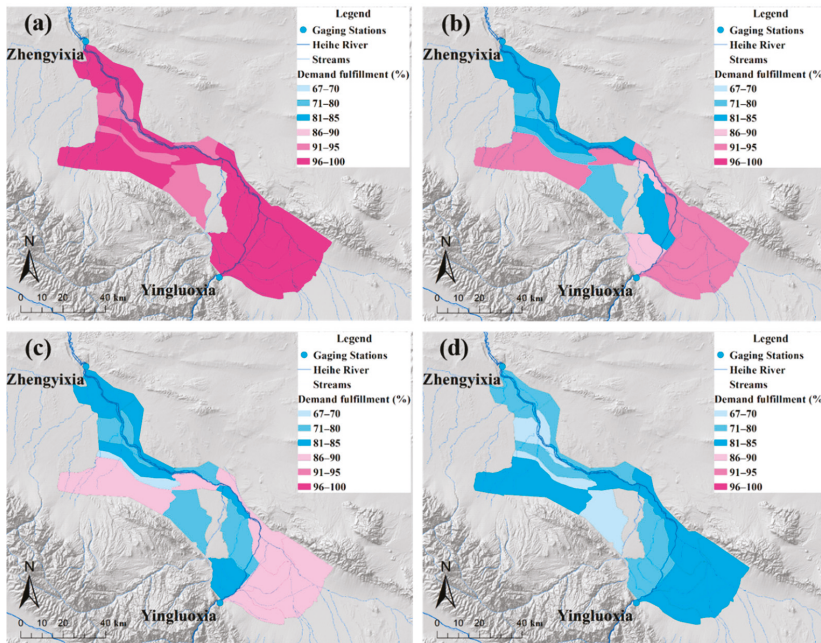 (a)
Legend
Gaging Stations
Heihe River
Streams
Demand fulfillment (%)
67–70
71–80
81–85
86–90
91–95
96–100
Zhengyixia
N
0 20 40 km
Yingluoxia
(b)
Legend
Gaging Stations
Heihe River
Streams
Demand fulfillment (%)
67–70
71–80
81–85
86–90
91–95
96–100
Zhengyixia
N
0 20 40 km
Yingluoxia
(c)
Legend
Gaging Stations
Heihe River
Streams
Demand fulfillment (%)
67–70
71–80
81–85
86–90
91–95
96–100
Zhengyixia
N
0 20 40 km
Yingluoxia
(d)
Legend
Gaging Stations
Heihe River
Streams
Demand fulfillment (%)
67–70
71–80
81–85
86–90
91–95
96–100
Zhengyixia
N
0 20 40 km
Yingluoxia